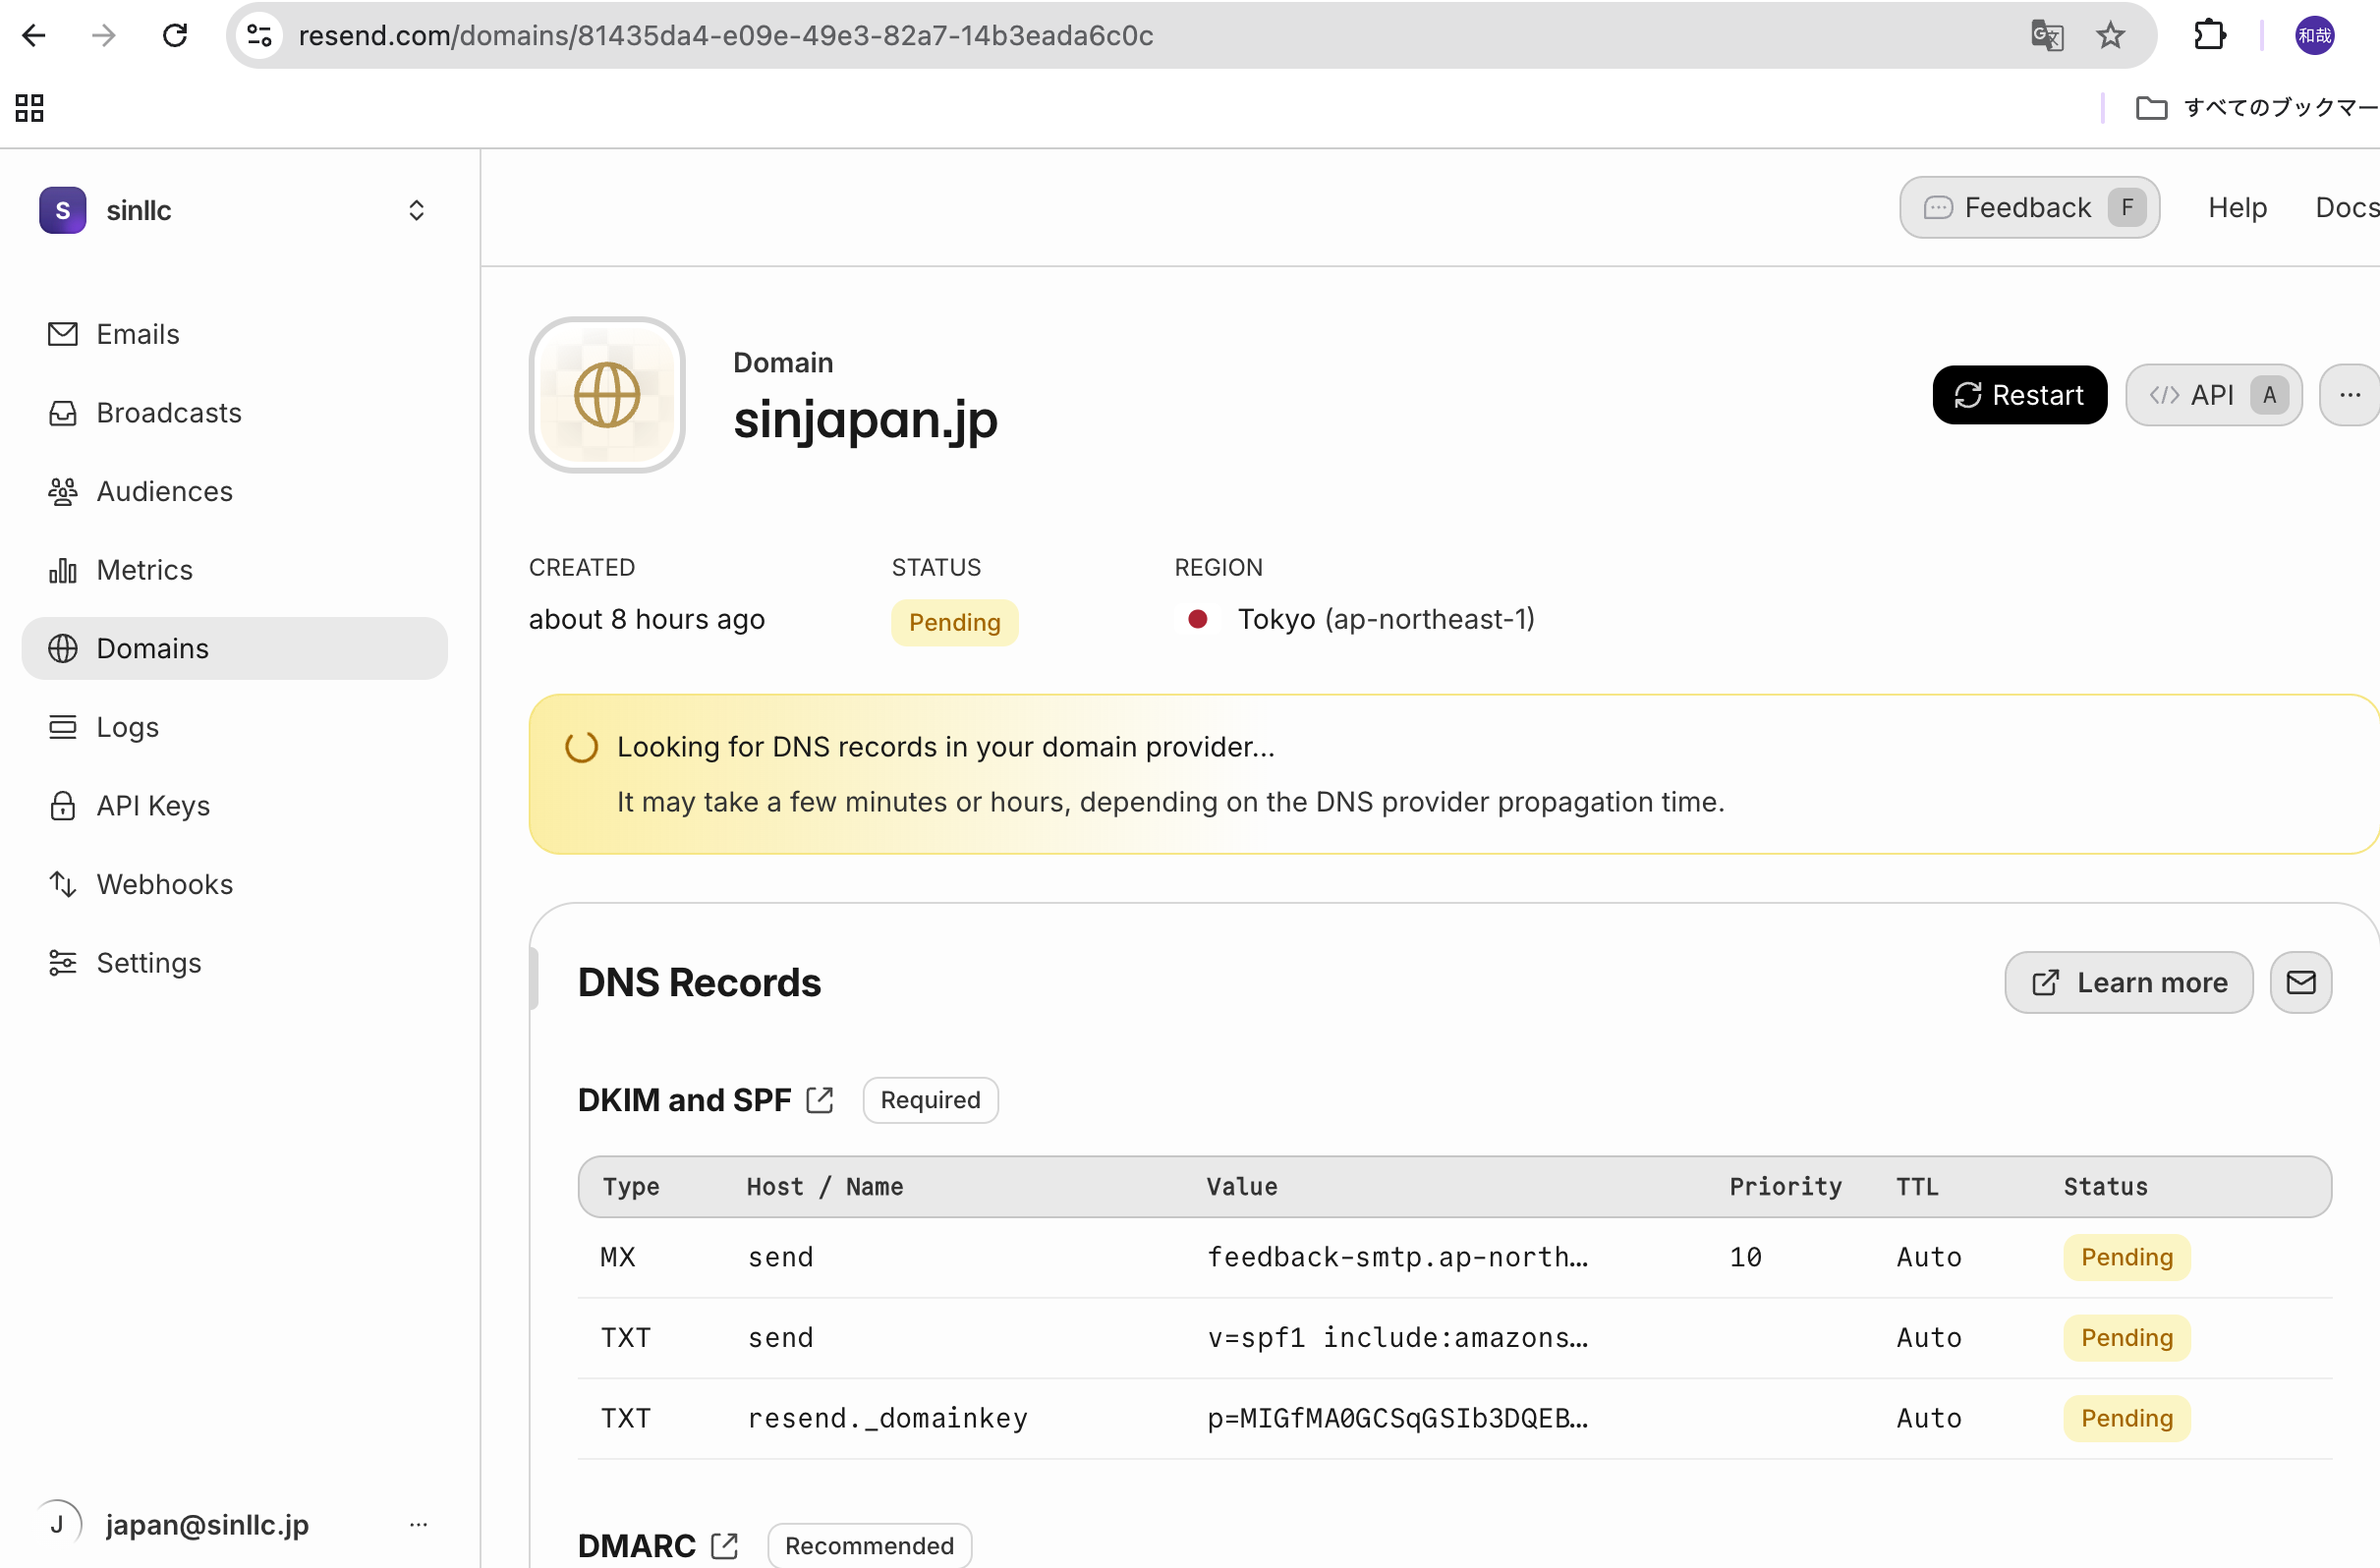 resend.com/domains/81435da4-e09e-49e3-82a7-14b3eada6c0c
和哉
すべてのブックマー
S sinllc
Feedback F Help Docs
Emails
Broadcasts
Audiences
Metrics
Domains
Logs
API Keys
Webhooks
Settings
J japan@sinllc.jp ...
Domain
sinjapan.jp
Restart
</> API A ...
CREATED STATUS REGION
about 8 hours ago Pending Tokyo (ap-northeast-1)
Looking for DNS records in your domain provider...
It may take a few minutes or hours, depending on the DNS provider propagation time.
DNS Records
Learn more
DKIM and SPF Required
Type Host / Name Value Priority TTL Status
MX send feedback-smtp.ap-north… 10 Auto Pending
TXT send v=spf1 include:amazons… Auto Pending
TXT resend._domainkey p=MIGfMA0GCSqGSIb3DQEB… Auto Pending
DMARC Recommended